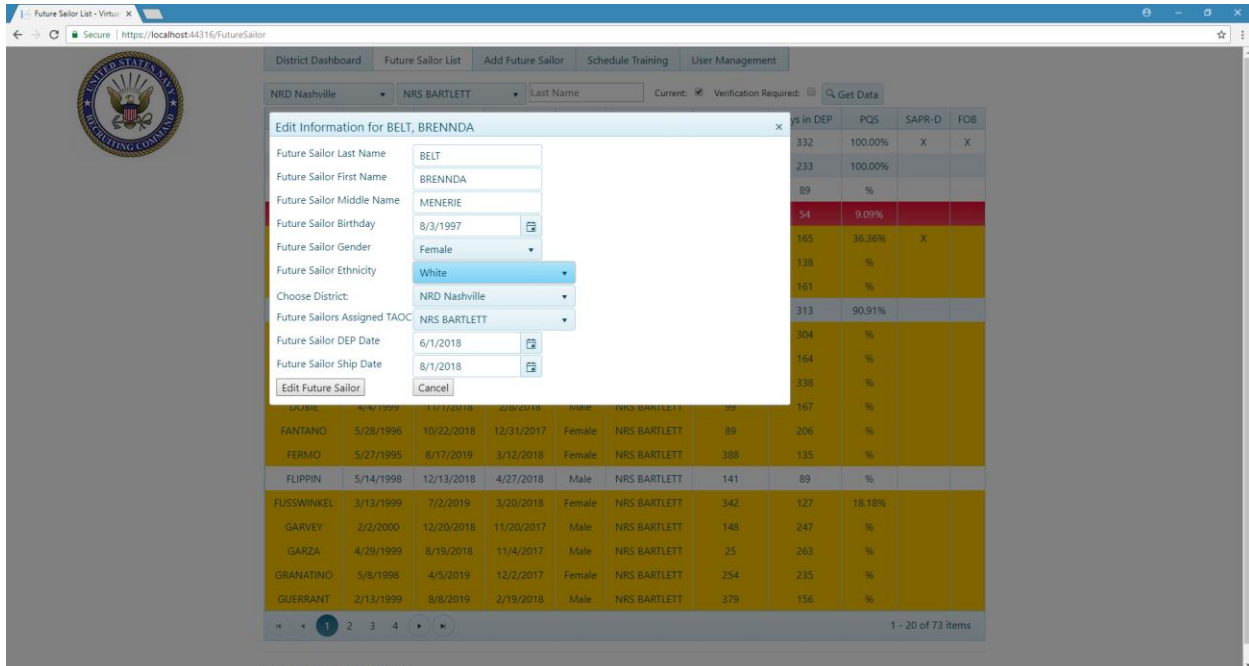 Future Sailor List - Virtu
Secure | https://localhost:44316/FutureSailor
UNITED STATES NAVY
RECRUITING COMMAND
District Dashboard Future Sailor List Add Future Sailor Schedule Training User Management
NRD Nashville NRS BARTLETT Last Name Current: Verification Required: Get Data
ys in DEP PQS SAPR-D FOB
Edit Information for BELT, BRENNDA
332 100.00% X X
Future Sailor Last Name BELT
233 100.00%
Future Sailor First Name BRENNDA
89 %
Future Sailor Middle Name MENERIE
54 9.09%
Future Sailor Birthday 8/3/1997
165 36.36% X
Future Sailor Gender Female
138 %
Future Sailor Ethnicity White
161 %
Choose District: NRD Nashville
313 90.91%
Future Sailors Assigned TAOC NRS BARTLETT
304 %
Future Sailor DEP Date 6/1/2018
164 %
Future Sailor Ship Date 8/1/2018
338 %
Edit Future Sailor Cancel
DOBIE 4/4/1999 11/1/2018 2/8/2018 Male NRS BARTLETT 99 167 %
FANTANO 5/28/1996 10/22/2018 12/31/2017 Female NRS BARTLETT 89 206 %
FERMO 5/27/1995 8/17/2019 3/12/2018 Female NRS BARTLETT 388 135 %
FLIPPIN 5/14/1998 12/13/2018 4/27/2018 Male NRS BARTLETT 141 89 %
FUSSWINKEL 3/13/1999 7/2/2019 3/20/2018 Female NRS BARTLETT 342 127 18.18%
GARVEY 2/2/2000 12/20/2018 11/20/2017 Male NRS BARTLETT 148 247 %
GARZA 4/29/1999 8/19/2018 11/4/2017 Male NRS BARTLETT 25 263 %
GRANATINO 5/8/1998 4/5/2019 12/2/2017 Female NRS BARTLETT 254 235 %
GUERRANT 2/13/1999 8/8/2019 2/19/2018 Male NRS BARTLETT 379 156 %
1 2 3 4 1 - 20 of 73 items